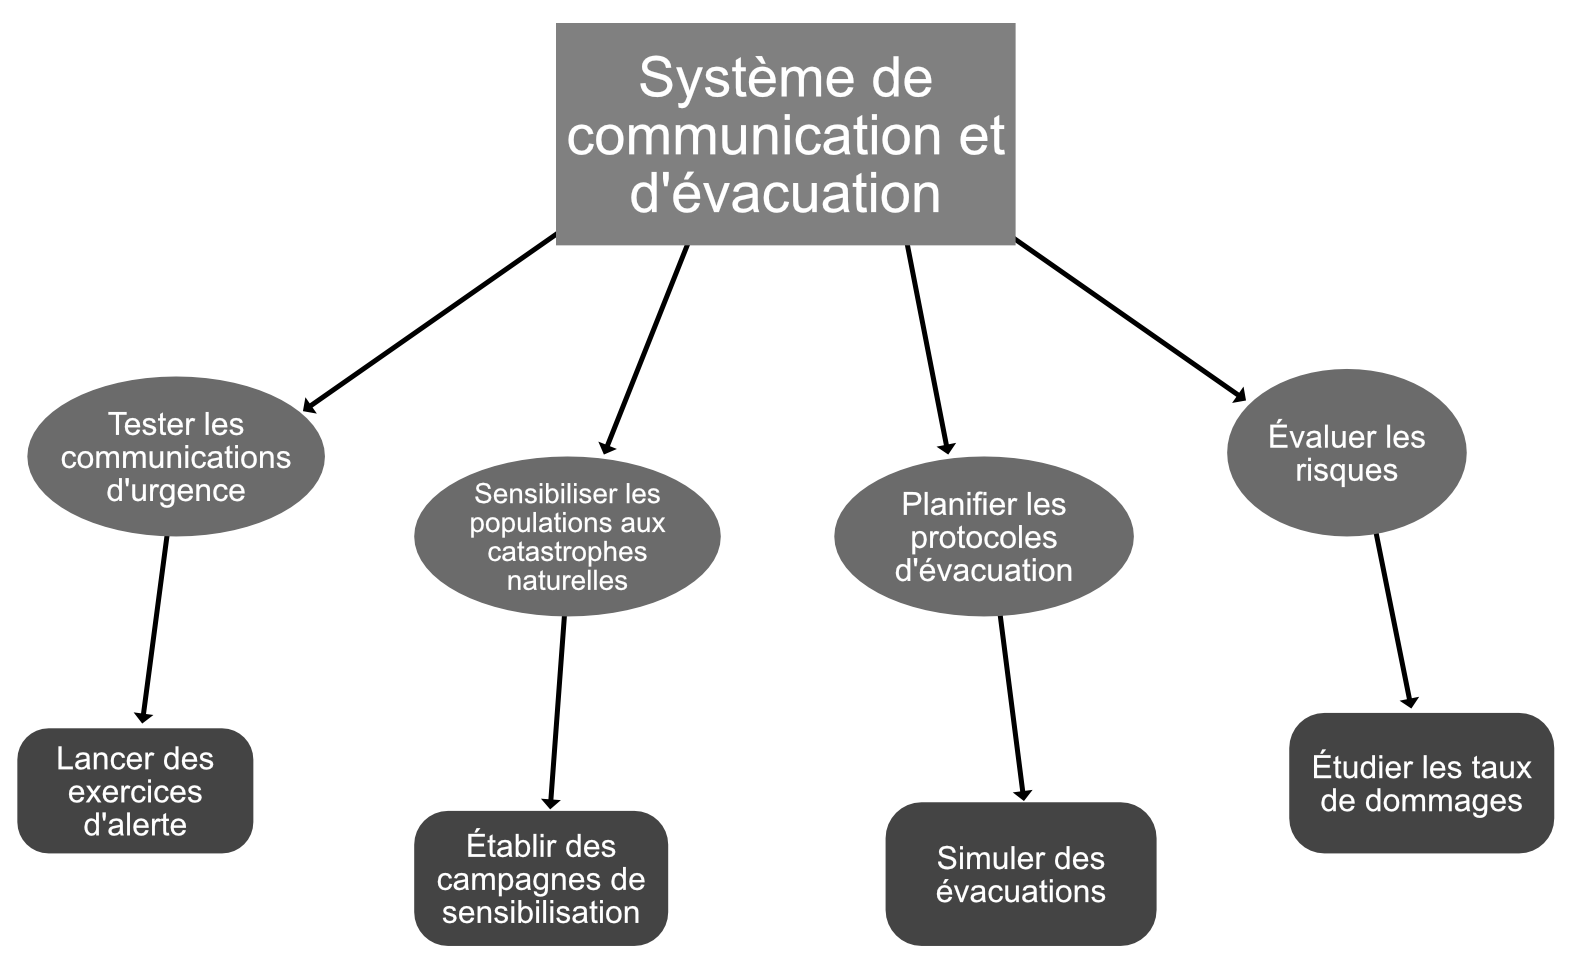 Système de
communication et
d'évacuation
Tester les
communications
d'urgence
Sensibiliser les
populations aux
catastrophes
naturelles
Planifier les
protocoles
d'évacuation
Évaluer les
risques
Lancer des
exercices
d'alerte
Établir des
campagnes de
sensibilisation
Simuler des
évacuations
Étudier les taux
de dommages